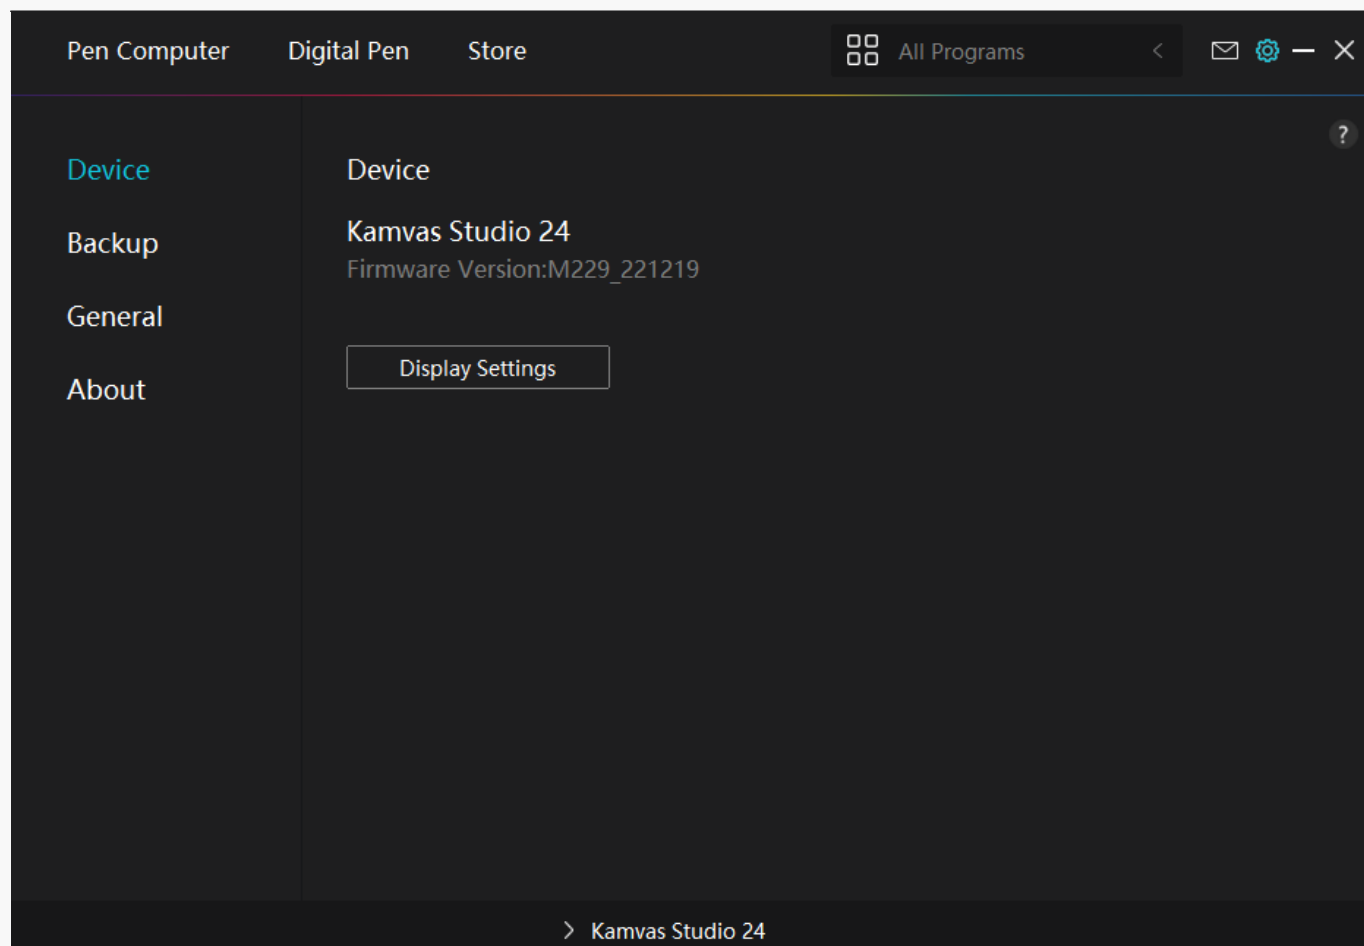 Pen Computer Digital Pen Store All Programs
?
Device
Backup
General
About
Device
Kamvas Studio 24
Firmware Version:M229_221219
Display Settings
Kamvas Studio 24